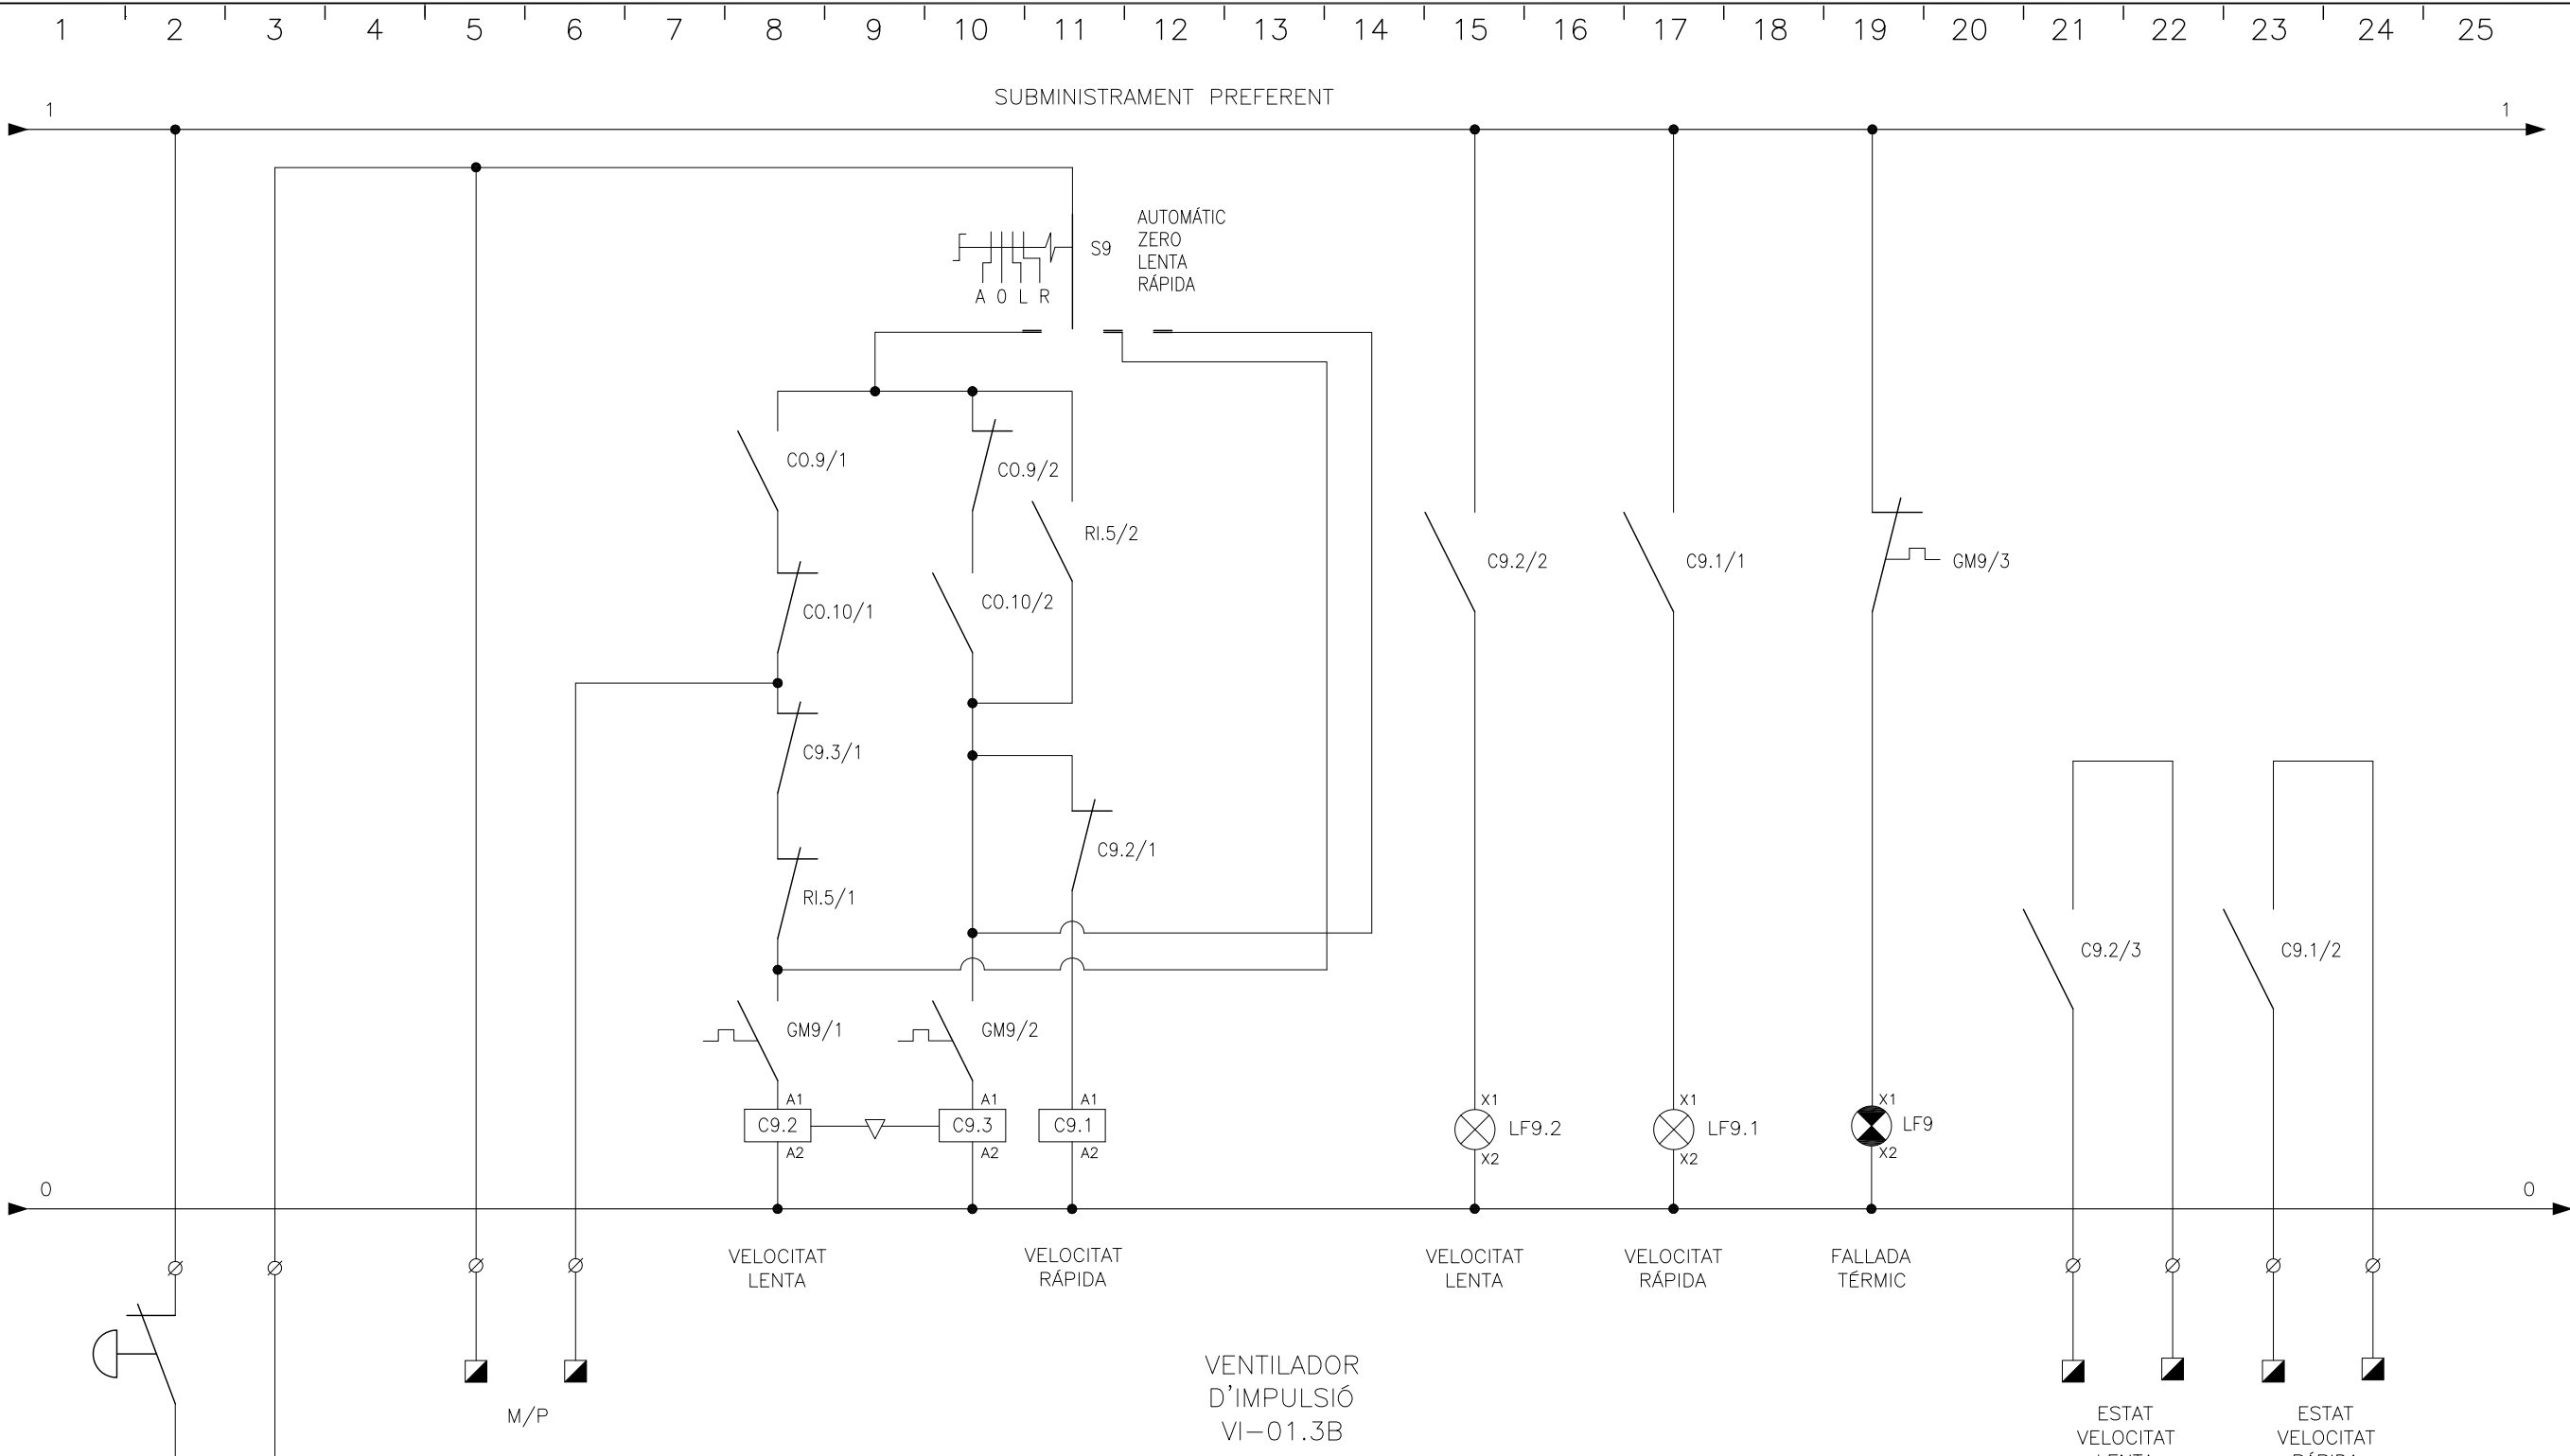 1 2 3 4 5 6 7 8 9 10 11 12 13 14 15 16 17 18 19 20 21 22 23 24 25
SUBMINISTRAMENT PREFERENT
1
1
AUTOMÁTIC
ZERO
LENTA
RÁPIDA
S9
A O L R
CO.9/1
CO.9/2
RI.5/2
C9.2/2
C9.1/1
GM9/3
CO.10/1
CO.10/2
C9.3/1
C9.2/1
RI.5/1
C9.2/3
C9.1/2
GM9/1
GM9/2
A1
A1
A1
X1
X1
X1
C9.2
C9.3
C9.1
LF9.2
LF9.1
LF9
A2
A2
A2
X2
X2
X2
0
0
VELOCITAT
LENTA
VELOCITAT
RÁPIDA
VELOCITAT
LENTA
VELOCITAT
RÁPIDA
FALLADA
TÉRMIC
M/P
VENTILADOR
D'IMPULSIÓ
VI-01.3B
ESTAT
VELOCITAT
LENTA
ESTAT
VELOCITAT
RÁPIDA